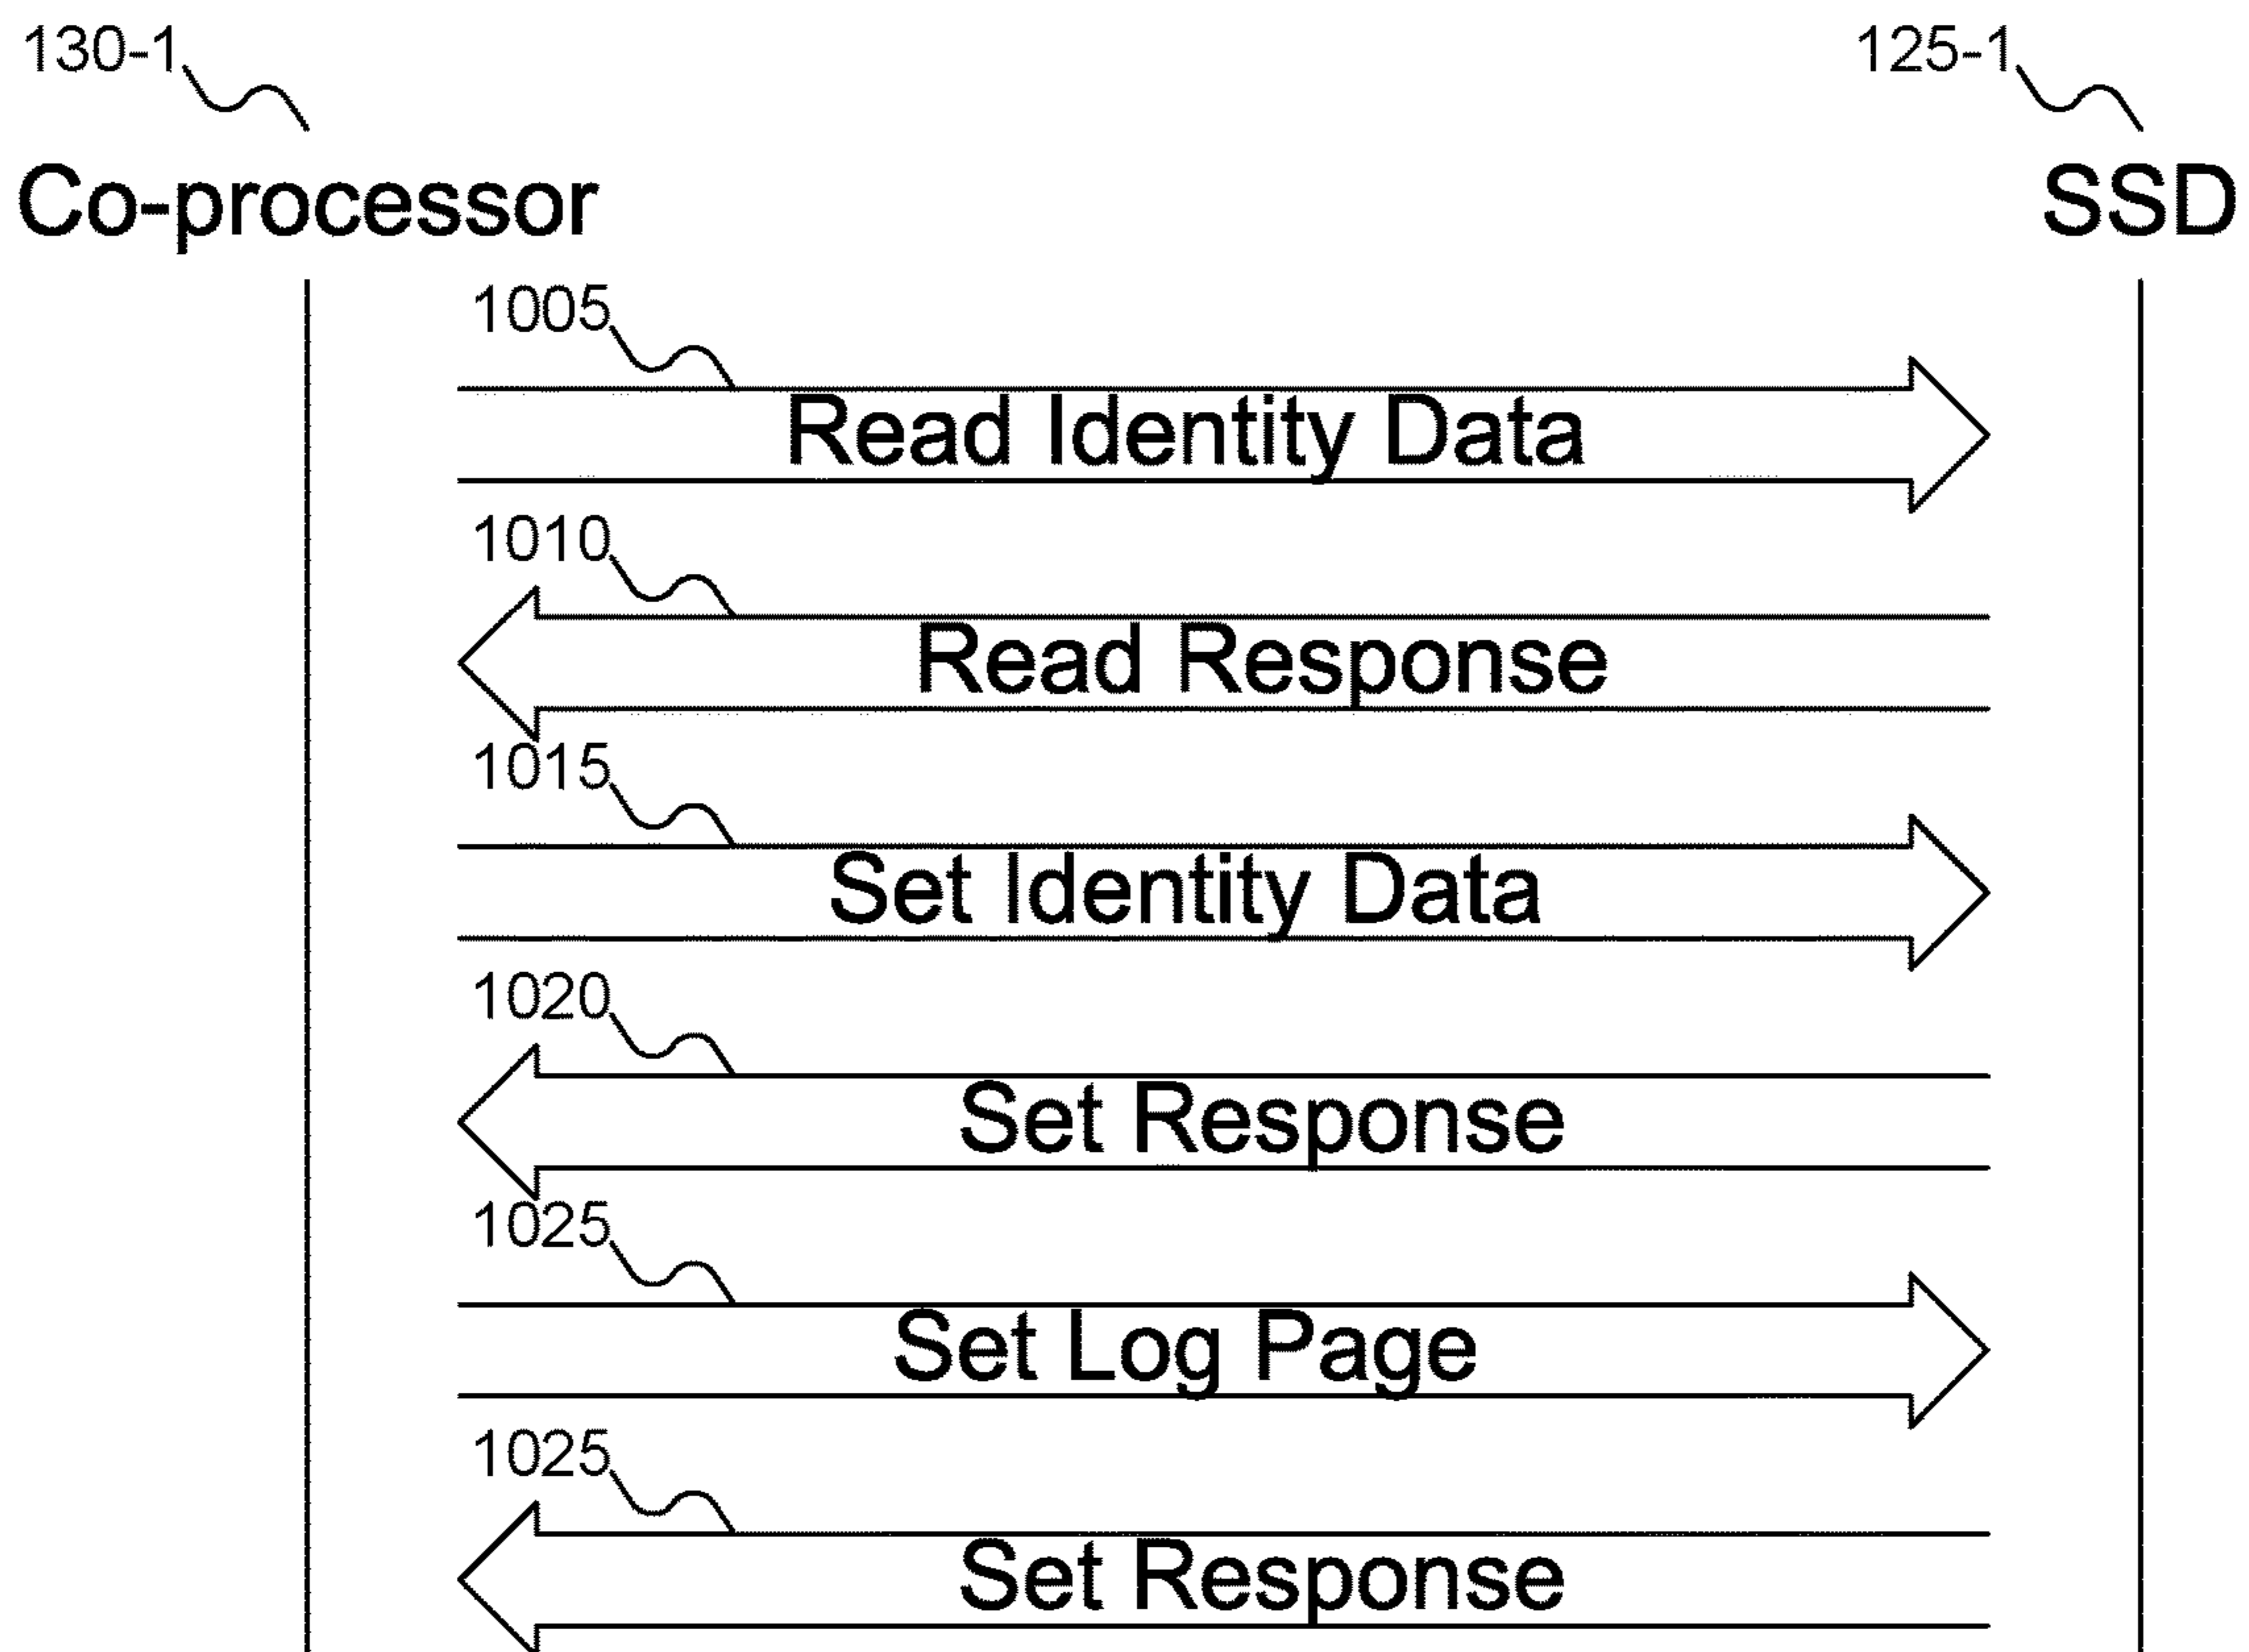 130-1
125-1
Co-processor
SSD
1005
Read Identity Data
1010
Read Response
1015
Set Identity Data
1020
Set Response
1025
Set Log Page
1025
Set Response